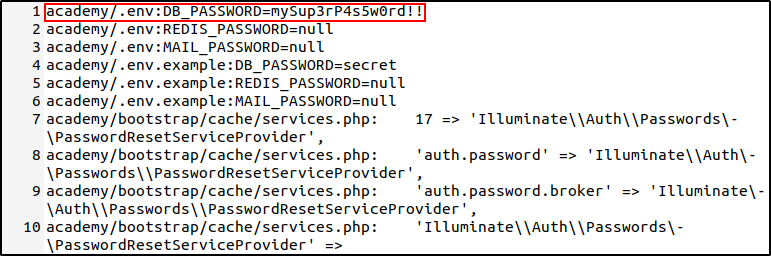 1 academy/.env:DB_PASSWORD=mySup3rP4s5w0rd!!
2 academy/.env:REDIS_PASSWORD=null
3 academy/.env:MAIL_PASSWORD=null
4 academy/.env.example:DB_PASSWORD=secret
5 academy/.env.example:REDIS_PASSWORD=null
6 academy/.env.example:MAIL_PASSWORD=null
7 academy/bootstrap/cache/services.php:    17 => 'Illuminate\\Auth\\Passwords\-
\PasswordResetServiceProvider',
8 academy/bootstrap/cache/services.php:    'auth.password' => 'Illuminate\\Auth\-
\Passwords\\PasswordResetServiceProvider',
9 academy/bootstrap/cache/services.php:    'auth.password.broker' => 'Illuminate\-
\Auth\\Passwords\\PasswordResetServiceProvider',
10 academy/bootstrap/cache/services.php:    'Illuminate\\Auth\\Passwords\-
\PasswordResetServiceProvider' =>